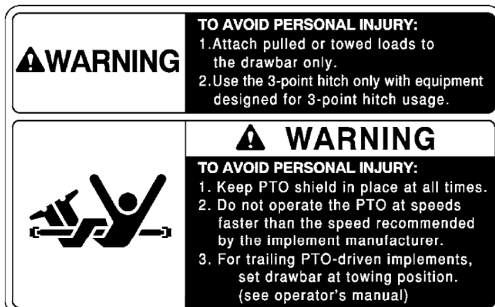 WARNING
TO AVOID PERSONAL INJURY:
1.Attach pulled or towed loads to
the drawbar only.
2.Use the 3-point hitch only with equipment
designed for 3-point hitch usage.
WARNING
TO AVOID PERSONAL INJURY:
1. Keep PTO shield in place at all times.
2. Do not operate the PTO at speeds
faster than the speed recommended
by the implement manufacturer.
3. For trailing PTO-driven implements,
set drawbar at towing position.
(see operator's manual)